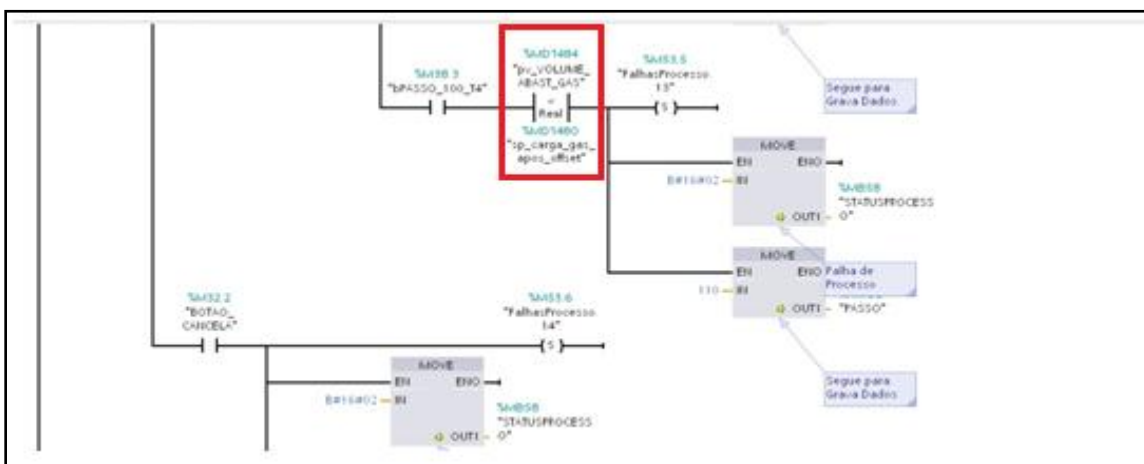 %MD1484
"pv_VOLUME_
ABAST_GAS"
<
Real
%MD1480
"sp_carga_gas_
apos_offset"
"bPASSO_100_T4"
%M53.5
"FalhasProcesso.
13"
S
Segue para
Grava Dados
MOVE
EN ENO
B#16#02 IN
OUT1
%MB58
"STATUSPROCESS
O"
Falha de
Processo
MOVE
EN ENO
110 IN
OUT1
"PASSO"
Segue para
Grava Dados
%M32.2
"BOTAO_
CANCELA"
%M53.6
"FalhasProcesso.
14"
S
MOVE
EN ENO
B#16#02 IN
OUT1
%MB58
"STATUSPROCESS
O"